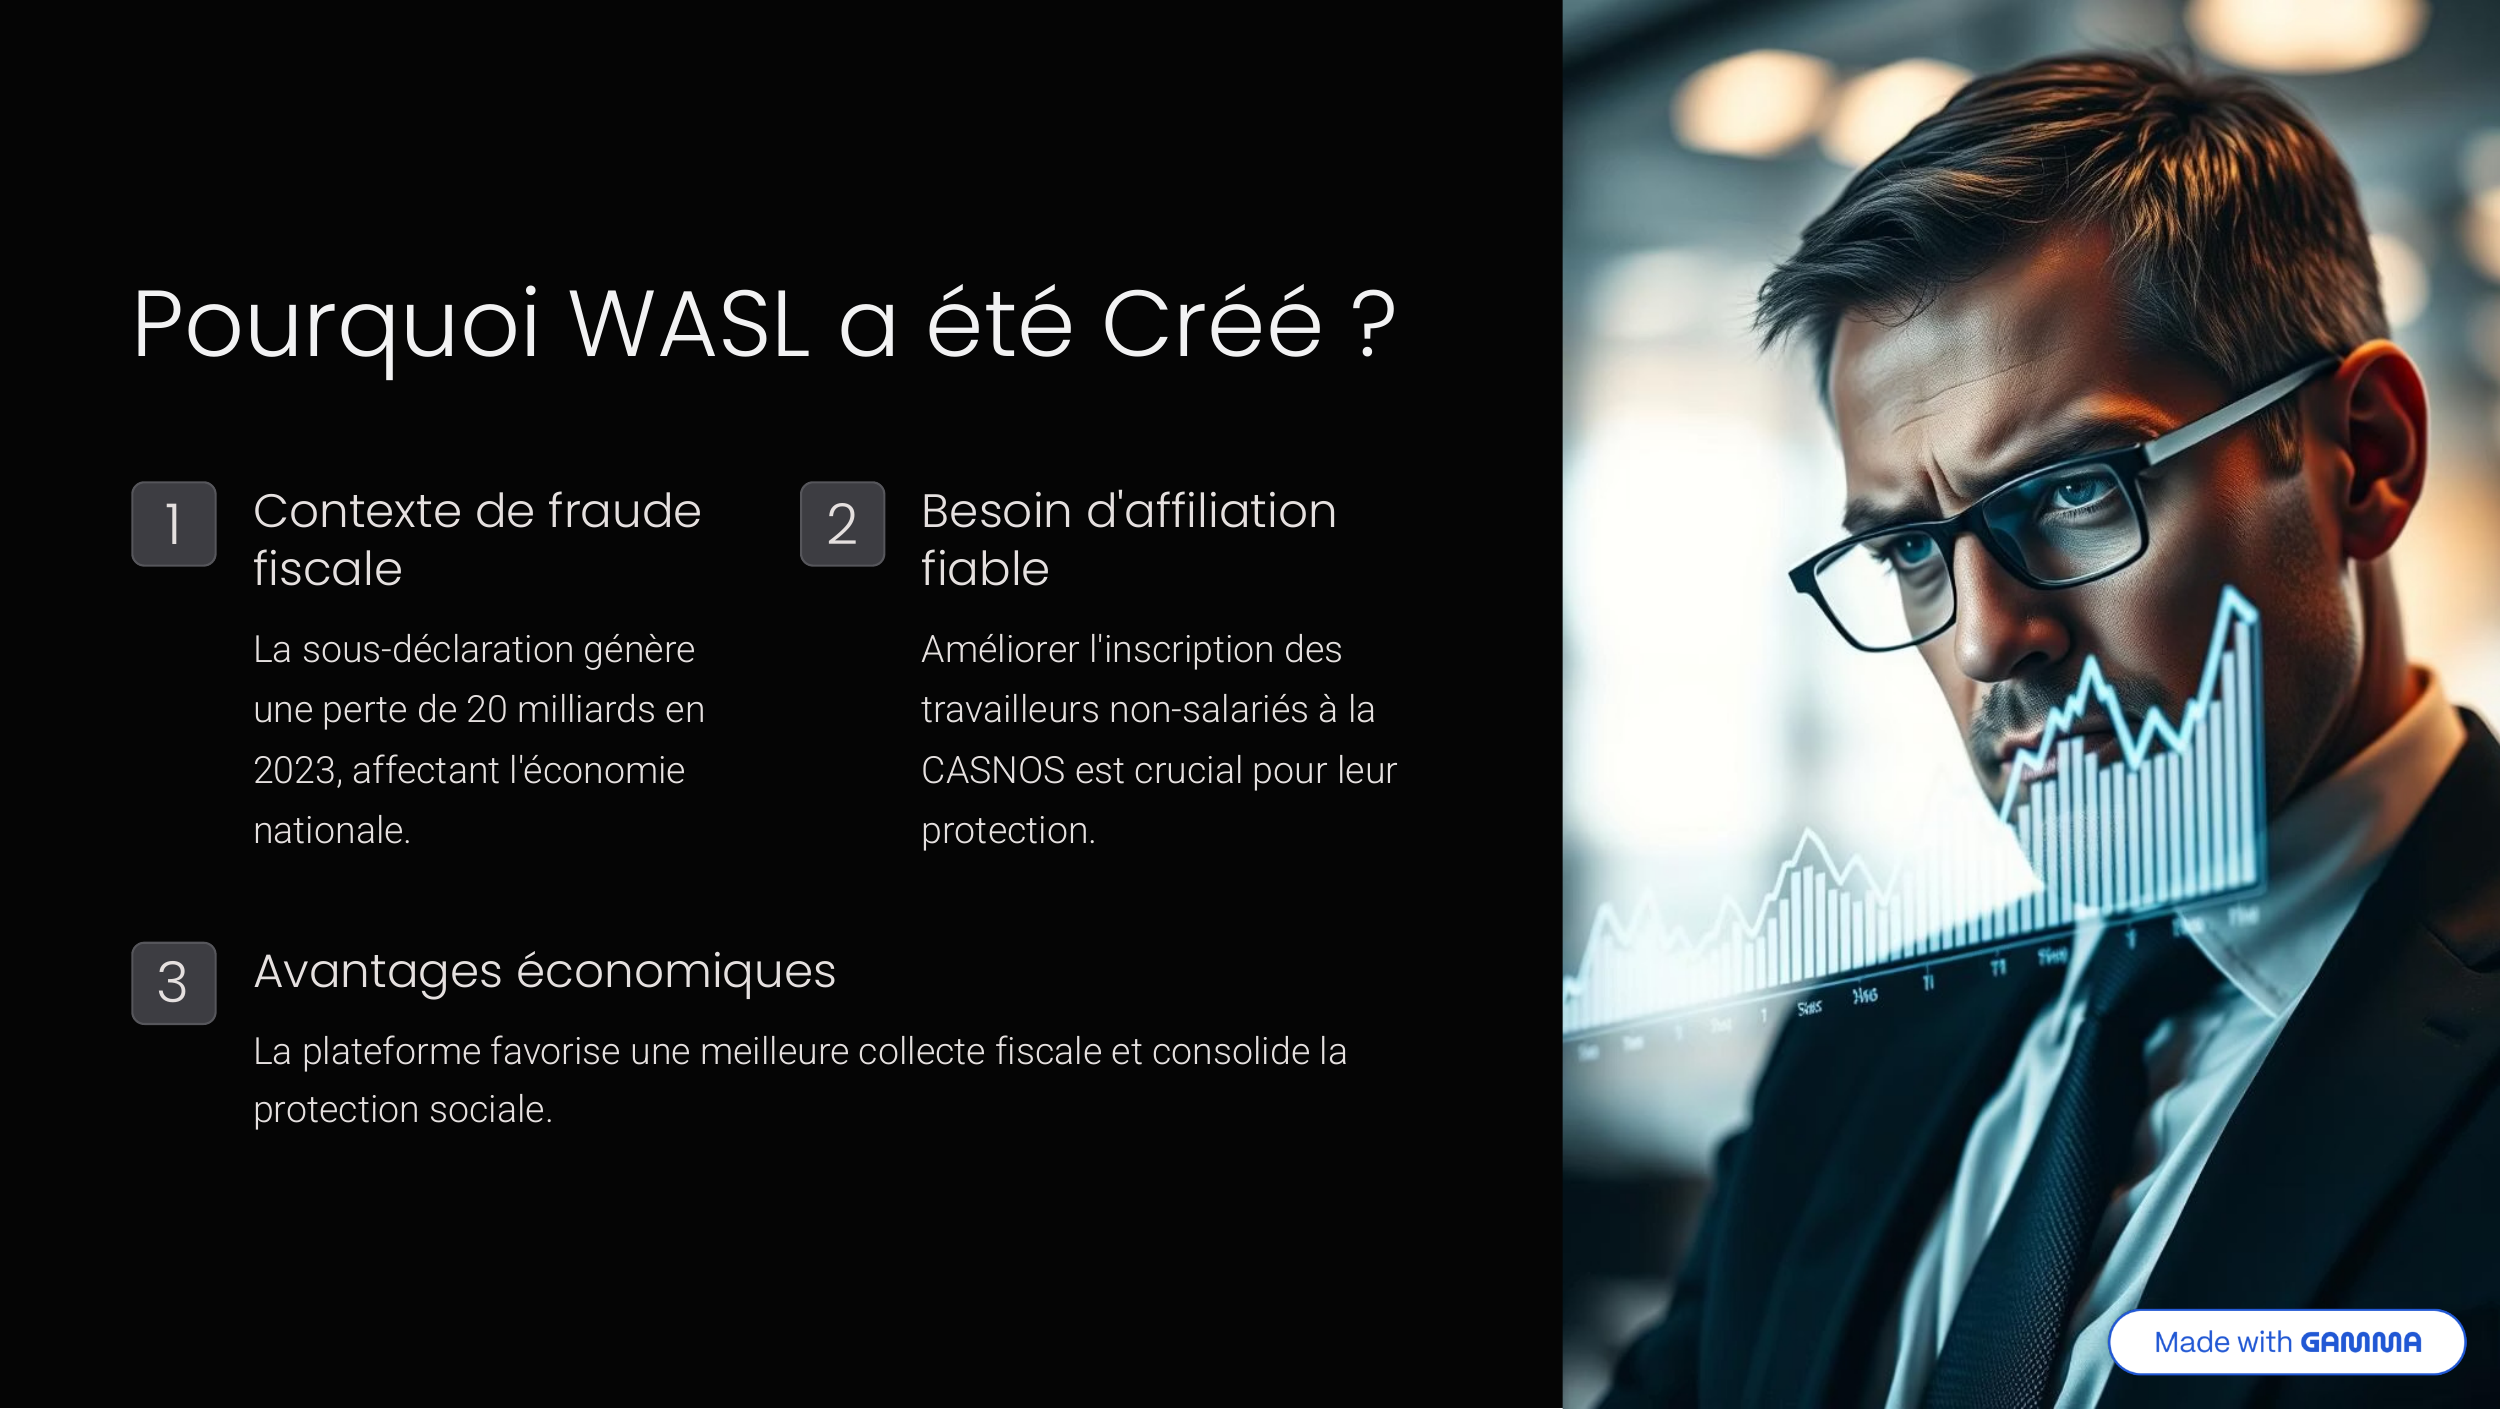 Pourquoi WASL a été Créé ?
1
Contexte de fraude
fiscale
La sous-déclaration génère
une perte de 20 milliards en
2023, affectant l'économie
nationale.
2
Besoin d'affiliation
fiable
Améliorer l'inscription des
travailleurs non-salariés à la
CASNOS est crucial pour leur
protection.
3
Avantages économiques
La plateforme favorise une meilleure collecte fiscale et consolide la
protection sociale.
Made with GAMMA